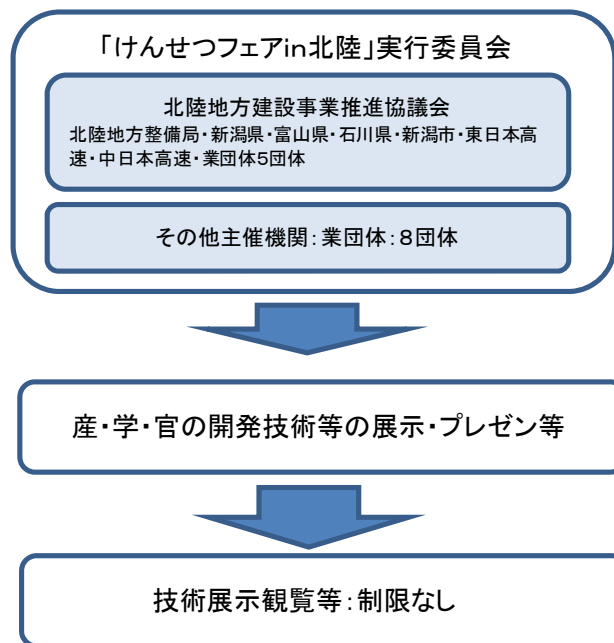 「けんせつフェアin北陸」実行委員会
北陸地方建設事業推進協議会
北陸地方整備局・新潟県・富山県・石川県・新潟市・東日本高
速・中日本高速・業団体5団体
その他主催機関：業団体：８団体
産・学・官の開発技術等の展示・プレゼン等
技術展示観覧等：制限なし